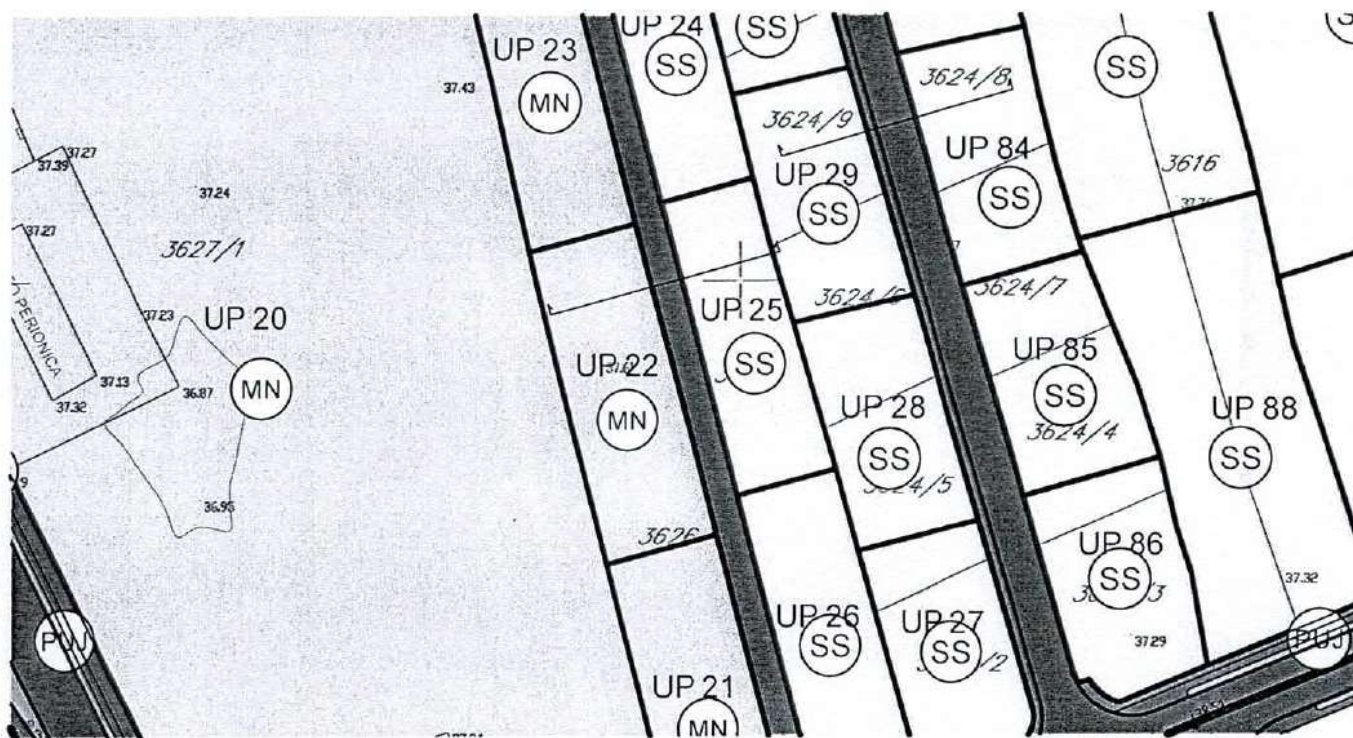 UP 23
MN
UP 24
SS
SS
SS
37.43
3624/8
3624/9
37.39
37.27
UP 84
SS
3616
UP 29
SS
37.24
37.27
3627/1
3624/7
UP 20
MN
37.23
PERIONICA
UP 25
SS
UP 22
MN
UP 85
SS
37.13
37.32
36.87
3624/4
UP 28
SS
UP 88
SS
36.95
3626
UP 86
SS
37.32
37.29
PUJ
UP 26
SS
UP 27
SS
PUJ
UP 21
MN